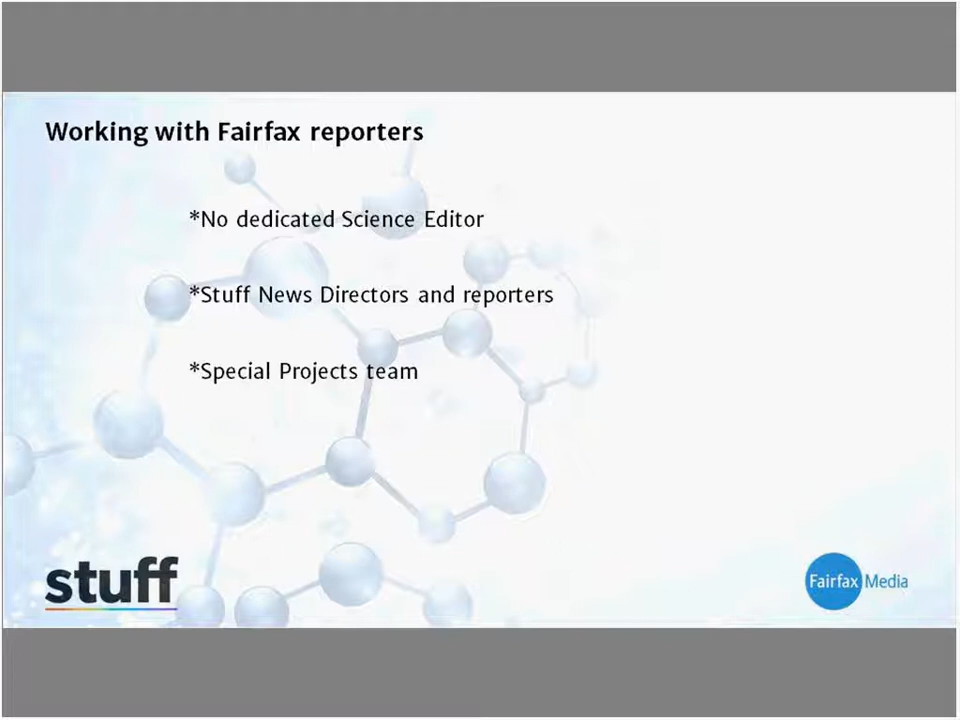 Working with Fairfax reporters
*No dedicated Science Editor
*Stuff News Directors and reporters
*Special Projects team
stuff
Fairfax Media